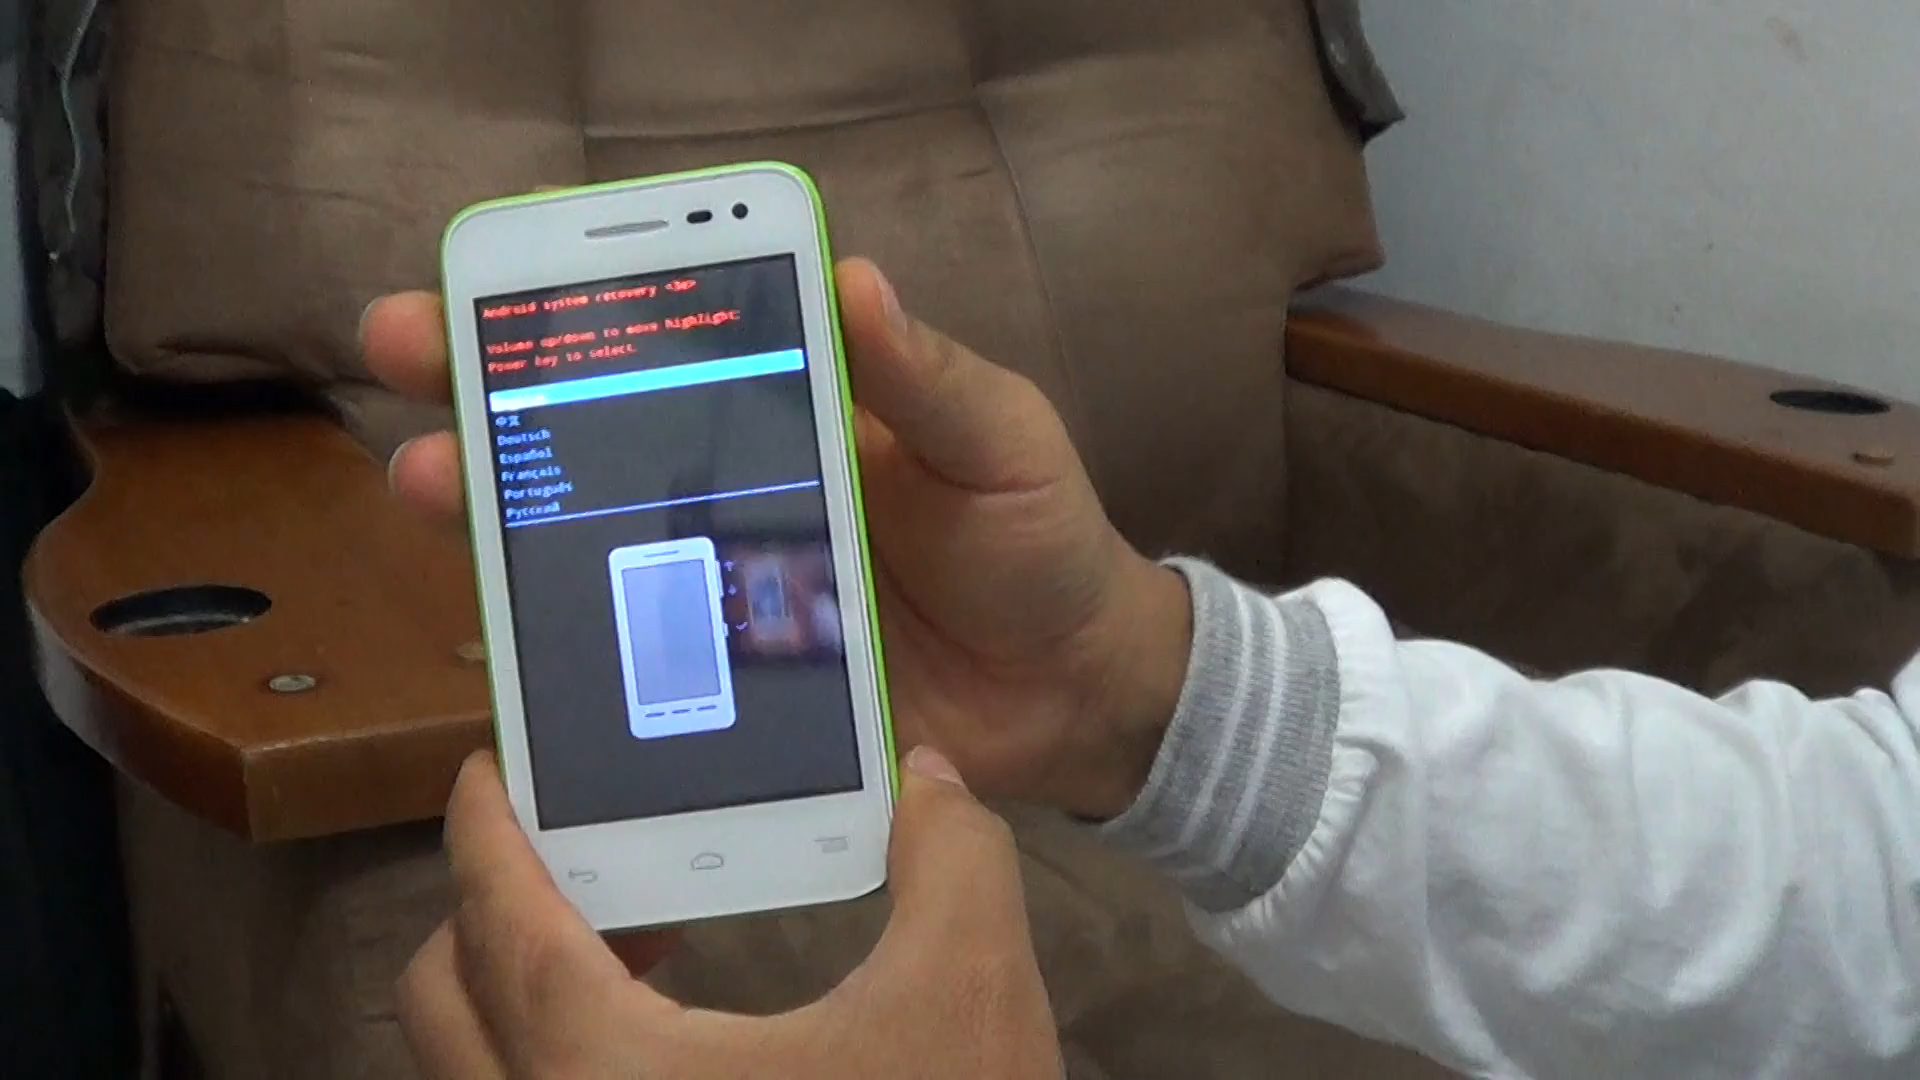 Android system recovery <3e>
Volume up/down to move highlight;
Power key to select.
中文
Deutsch
Español
Français
Português
Русский